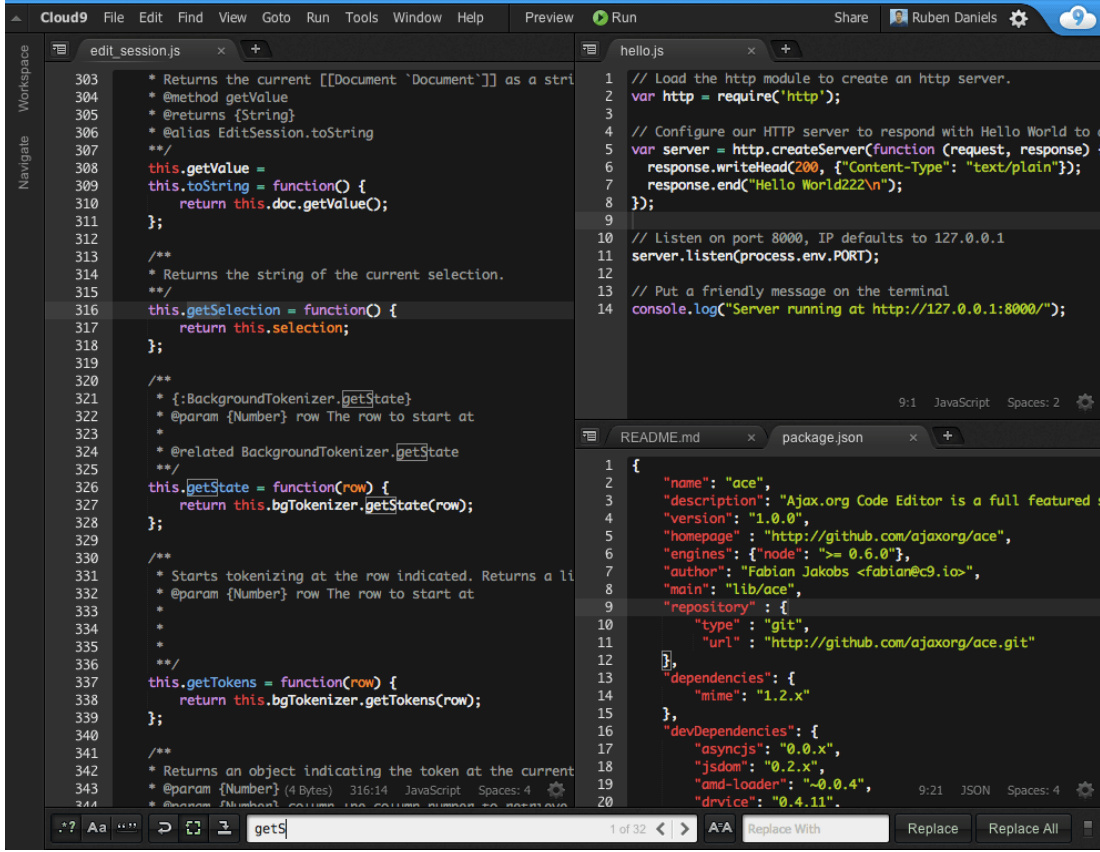 Cloud9 File Edit Find View Goto Run Tools Window Help Preview Run Share Ruben Daniels
Workspace
Navigate
edit_session.js
303 * Returns the current [[Document `Document`]] as a stri
304 * @method getValue
305 * @returns {String}
306 * @alias EditSession.toString
307 **/
308 this.getValue =
309 this.toString = function() {
310 return this.doc.getValue();
311 };
312
313 /**
314 * Returns the string of the current selection.
315 **/
316 this.getSelection = function() {
317 return this.selection;
318 };
319
320 /**
321 * {:BackgroundTokenizer.getState}
322 * @param {Number} row The row to start at
323 *
324 * @related BackgroundTokenizer.getState
325 **/
326 this.getState = function(row) {
327 return this.bgTokenizer.getState(row);
328 };
329
330 /**
331 * Starts tokenizing at the row indicated. Returns a li
332 * @param {Number} row The row to start at
333 *
334 *
335 *
336 **/
337 this.getTokens = function(row) {
338 return this.bgTokenizer.getTokens(row);
339 };
340
341 /**
342 * Returns an object indicating the token at the current
343 * @param {Number} (4 Bytes) 316:14 JavaScript Spaces: 4
344 * @param {Number} column The column number to retrieve
hello.js
1 // Load the http module to create an http server.
2 var http = require('http');
3
4 // Configure our HTTP server to respond with Hello World to
5 var server = http.createServer(function (request, response) {
6 response.writeHead(200, {"Content-Type": "text/plain"});
7 response.end("Hello World222\n");
8 });
9
10 // Listen on port 8000, IP defaults to 127.0.0.1
11 server.listen(process.env.PORT);
12
13 // Put a friendly message on the terminal
14 console.log("Server running at http://127.0.0.1:8000/");
9:1 JavaScript Spaces: 2
README.md package.json
1 {
2 "name": "ace",
3 "description": "Ajax.org Code Editor is a full featured s
4 "version": "1.0.0",
5 "homepage" : "http://github.com/ajaxorg/ace",
6 "engines": {"node": ">= 0.6.0"},
7 "author": "Fabian Jakobs <fabian@c9.io>",
8 "main": "lib/ace",
9 "repository" : {
10 "type" : "git",
11 "url" : "http://github.com/ajaxorg/ace.git"
12 },
13 "dependencies": {
14 "mime": "1.2.x"
15 },
16 "devDependencies": {
17 "asyncjs": "0.0.x",
18 "jsdom": "0.2.x",
19 "amd-loader": "~0.0.4",
20 "dryice": "0.4.11",
9:21 JSON Spaces: 4
.*? Aa "" getS 1 of 32 < > A:A Replace With Replace Replace All